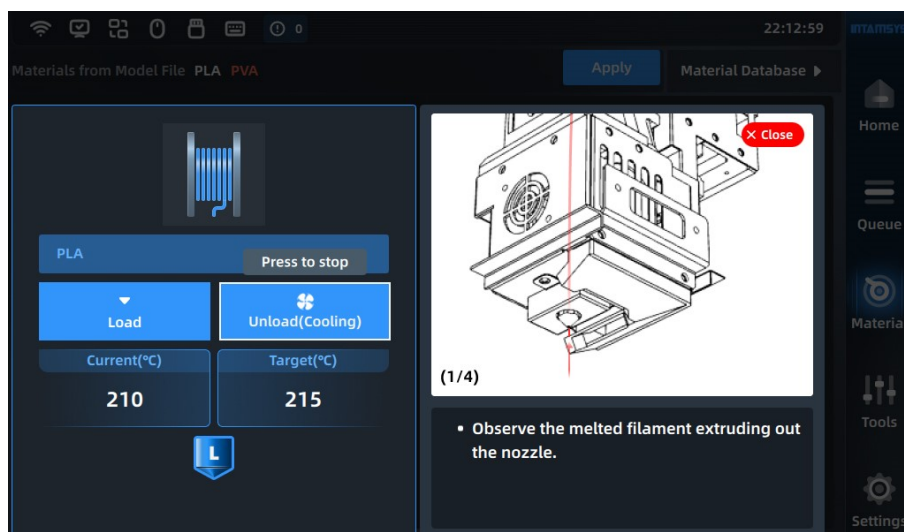 0
22:12:59
INTAMSYS
Materials from Model File PLA PVA
Apply
Material Database
Home
Close
Queue
PLA
Press to stop
Load
Unload(Cooling)
Material
Current(℃)
Target(℃)
210
215
(1/4)
Tools
L
• Observe the melted filament extruding out
the nozzle.
Settings